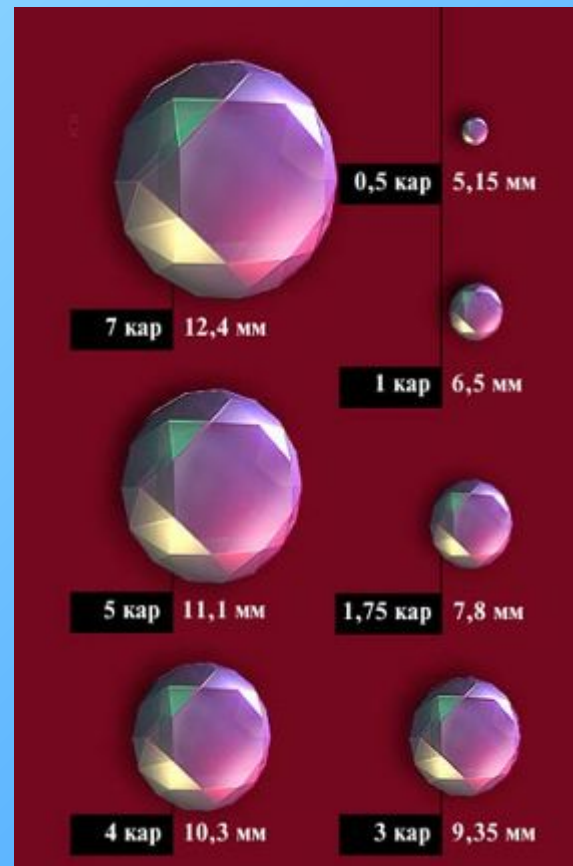 0,5 кар 5,15 мм
7 кар 12,4 мм
1 кар 6,5 мм
5 кар 11,1 мм
1,75 кар 7,8 мм
4 кар 10,3 мм
3 кар 9,35 мм